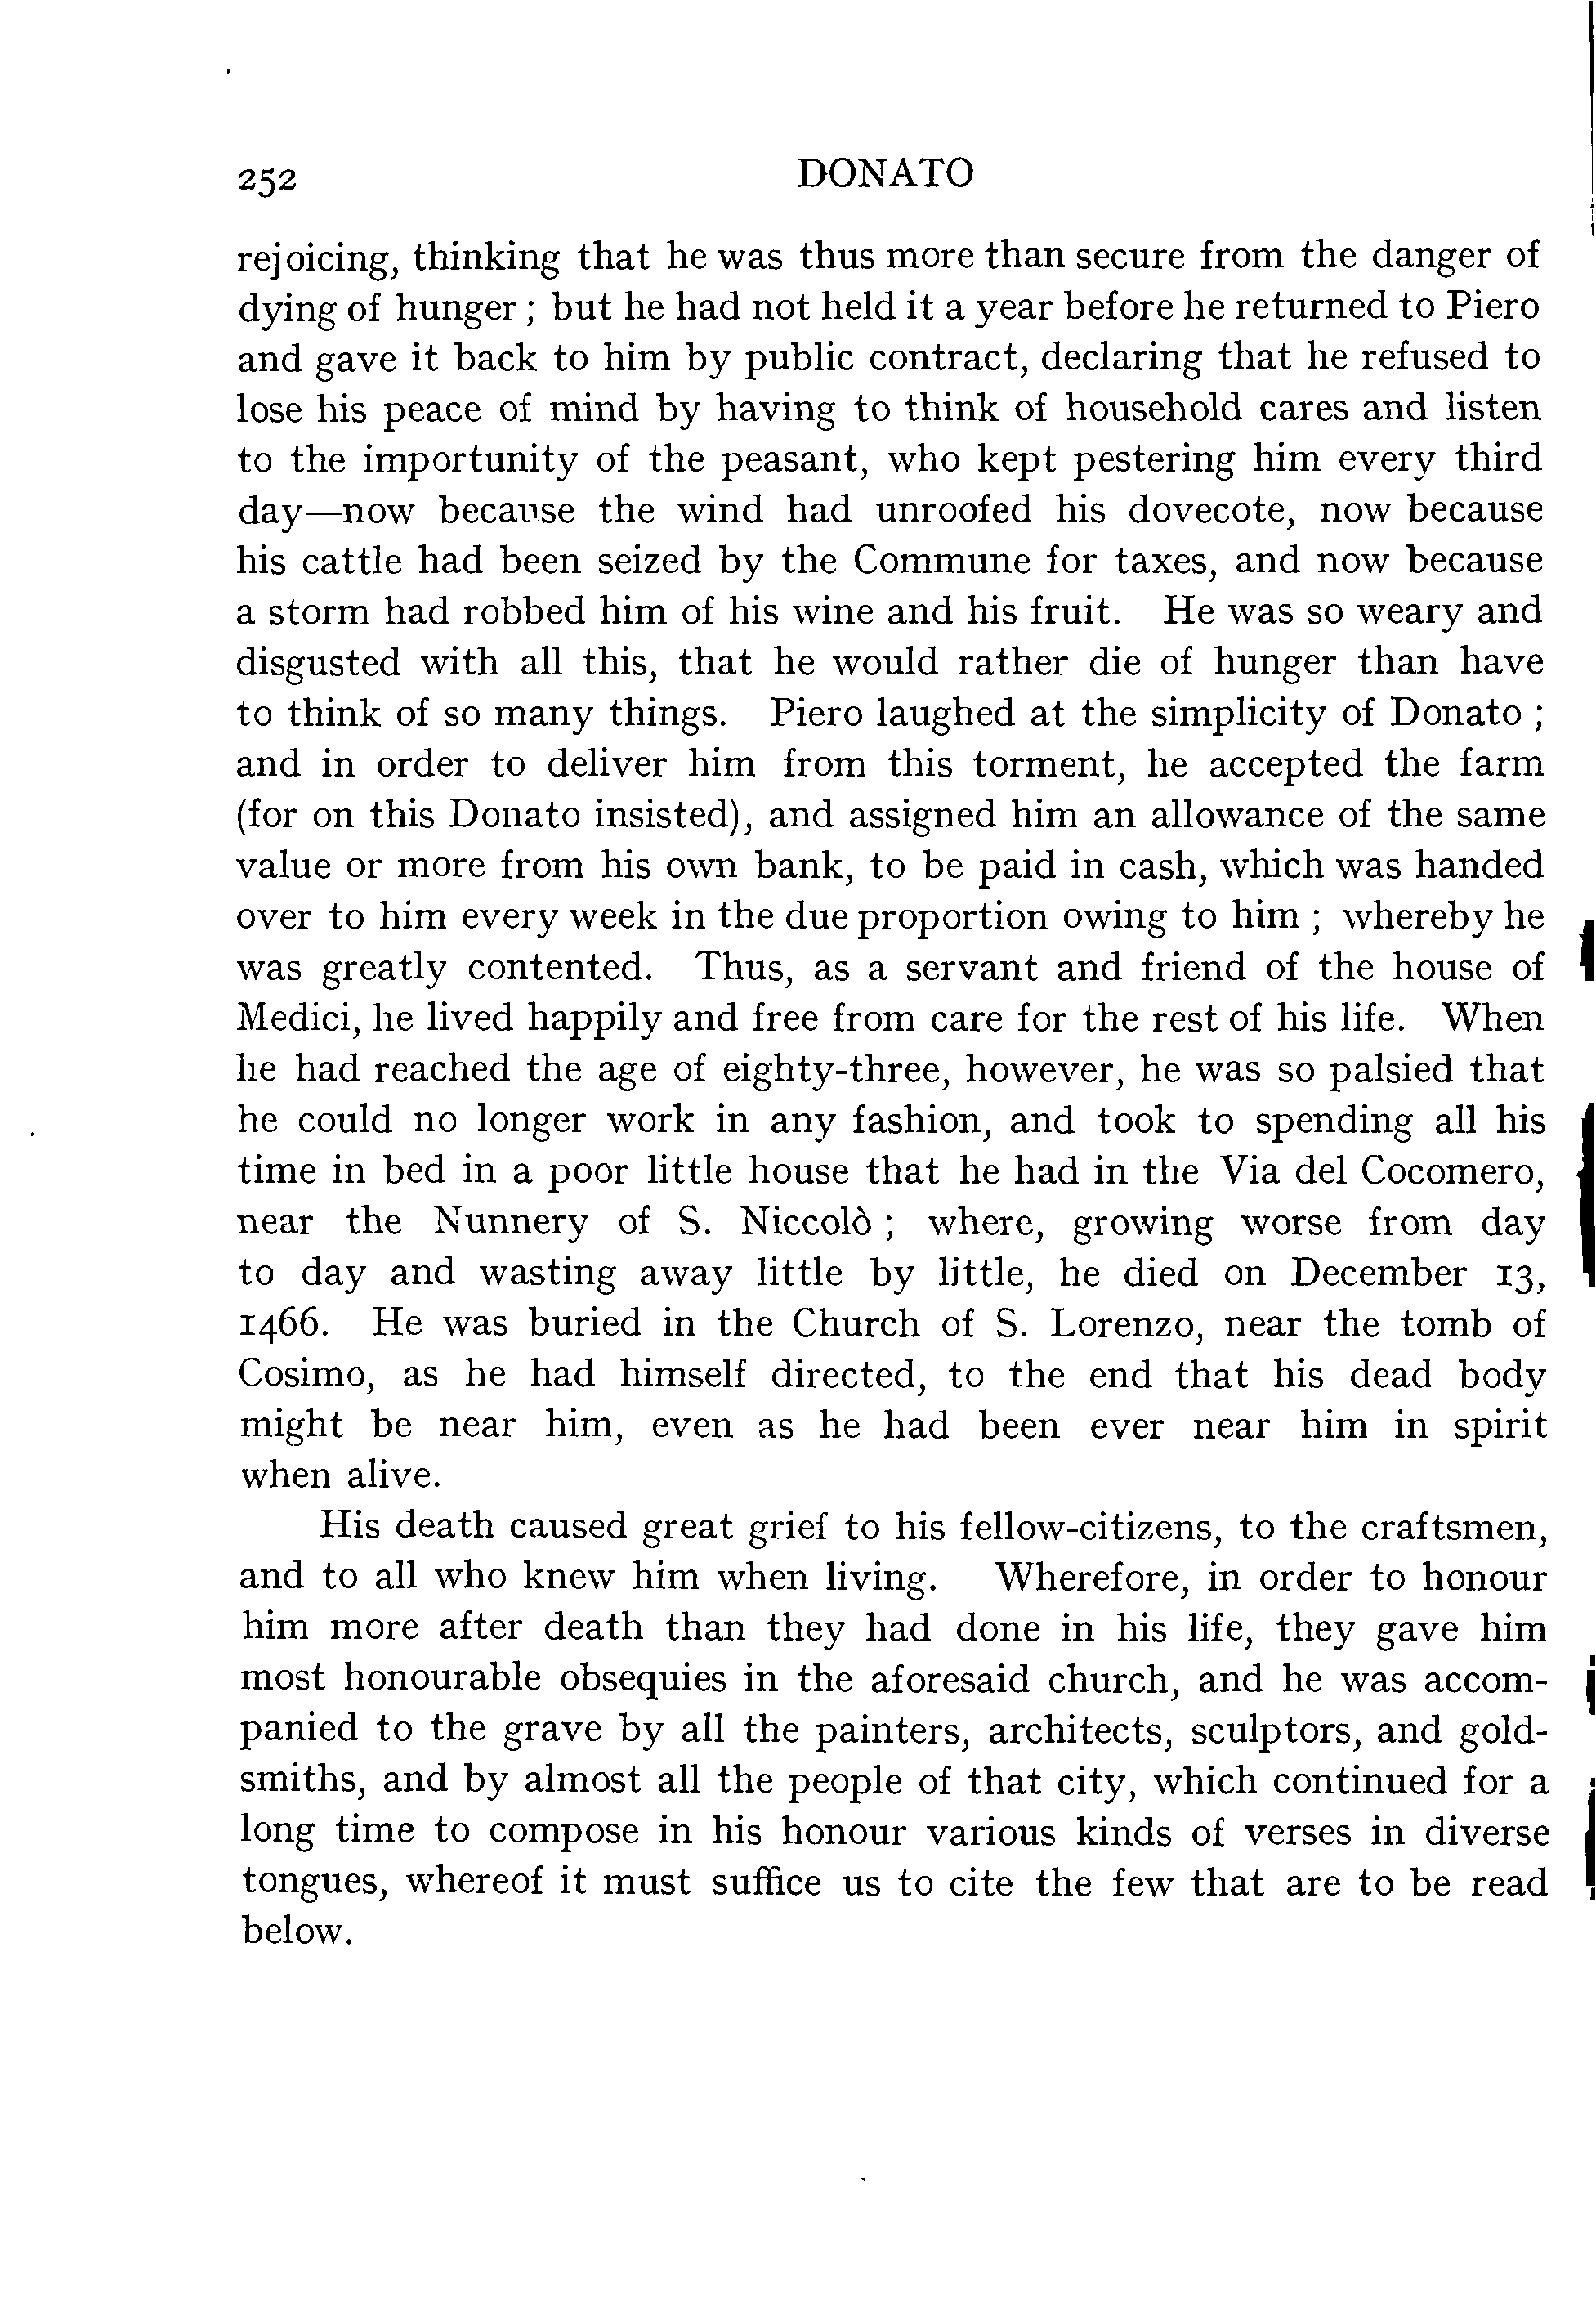 252 DONATO
rejoicing, thinking that he was thus more than secure from the danger of
dying of hunger ; but he had not held it a year before he returned to Piero
and gave it back to him by public contract, declaring that he refused to
lose his peace of mind by having to think of household cares and listen
to the importunity of the peasant, who kept pestering him every third
day—now because the wind had unroofed his dovecote, now because
his cattle had been seized by the Commune for taxes, and now because
a storm had robbed him of his wine and his fruit. He was so weary and
disgusted with all this, that he would rather die of hunger than have
to think of so many things. Piero laughed at the simplicity of Donato ;
and in order to deliver him from this torment, he accepted the farm
(for on this Donato insisted), and assigned him an allowance of the same
value or more from his own bank, to be paid in cash, which was handed
over to him every week in the due proportion owing to him ; whereby he
was greatly contented. Thus, as a servant and friend of the house of
Medici, he lived happily and free from care for the rest of his life. When
he had reached the age of eighty-three, however, he was so palsied that
he could no longer work in any fashion, and took to spending all his
time in bed in a poor little house that he had in the Via del Cocomero,
near the Nunnery of S. Niccolò ; where, growing worse from day
to day and wasting away little by little, he died on December 13,
1466. He was buried in the Church of S. Lorenzo, near the tomb of
Cosimo, as he had himself directed, to the end that his dead body
might be near him, even as he had been ever near him in spirit
when alive.
His death caused great grief to his fellow-citizens, to the craftsmen,
and to all who knew him when living. Wherefore, in order to honour
him more after death than they had done in his life, they gave him
most honourable obsequies in the aforesaid church, and he was accom-
panied to the grave by all the painters, architects, sculptors, and gold-
smiths, and by almost all the people of that city, which continued for a
long time to compose in his honour various kinds of verses in diverse
tongues, whereof it must suffice us to cite the few that are to be read
below.